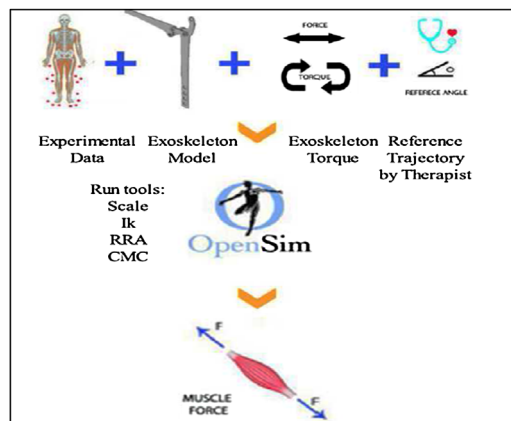 FORCE
TORQUE
REFERECE ANGLE
Experimental Data
Exoskeleton Model
Exoskeleton Torque
Reference Trajectory by Therapist
Run tools:
Scale
Ik
RRA
CMC
OpenSim
F
MUSCLE FORCE
F